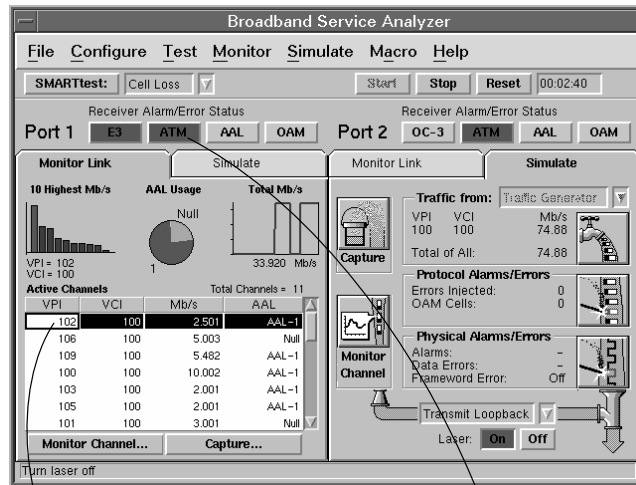 Broadband Service Analyzer
File Configure Test Monitor Simulate Macro Help
SMARTtest: Cell Loss Start Stop Reset 00:02:40
Receiver Alarm/Error Status
Port 1 E3 ATM AAL OAM
Receiver Alarm/Error Status
Port 2 OC-3 ATM AAL OAM
Monitor Link Simulate
10 Highest Mb/s AAL Usage Total Mb/s
Null
1
VPI = 102
VCI = 100
33.920 Mb/s
Active Channels Total Channels = 11
VPI VCI Mb/s AAL
102 100 2.501 AAL-1
106 100 5.003 Null
109 100 5.482 AAL-1
100 100 10.002 AAL-1
103 100 2.001 AAL-1
105 100 2.001 AAL-1
101 100 3.001 Null
Monitor Channel... Capture...
Monitor Link Simulate
Capture
Monitor
Channel
Traffic from: Traffic Generator
VPI VCI Mb/s
100 100 74.88
Total of All: 74.88
Protocol Alarms/Errors
Errors Injected: 0
OAM Cells: 0
Physical Alarms/Errors
Alarms: –
Data Errors: –
Frameword Error: Off
Transmit Loopback
Laser: On Off
Turn laser off